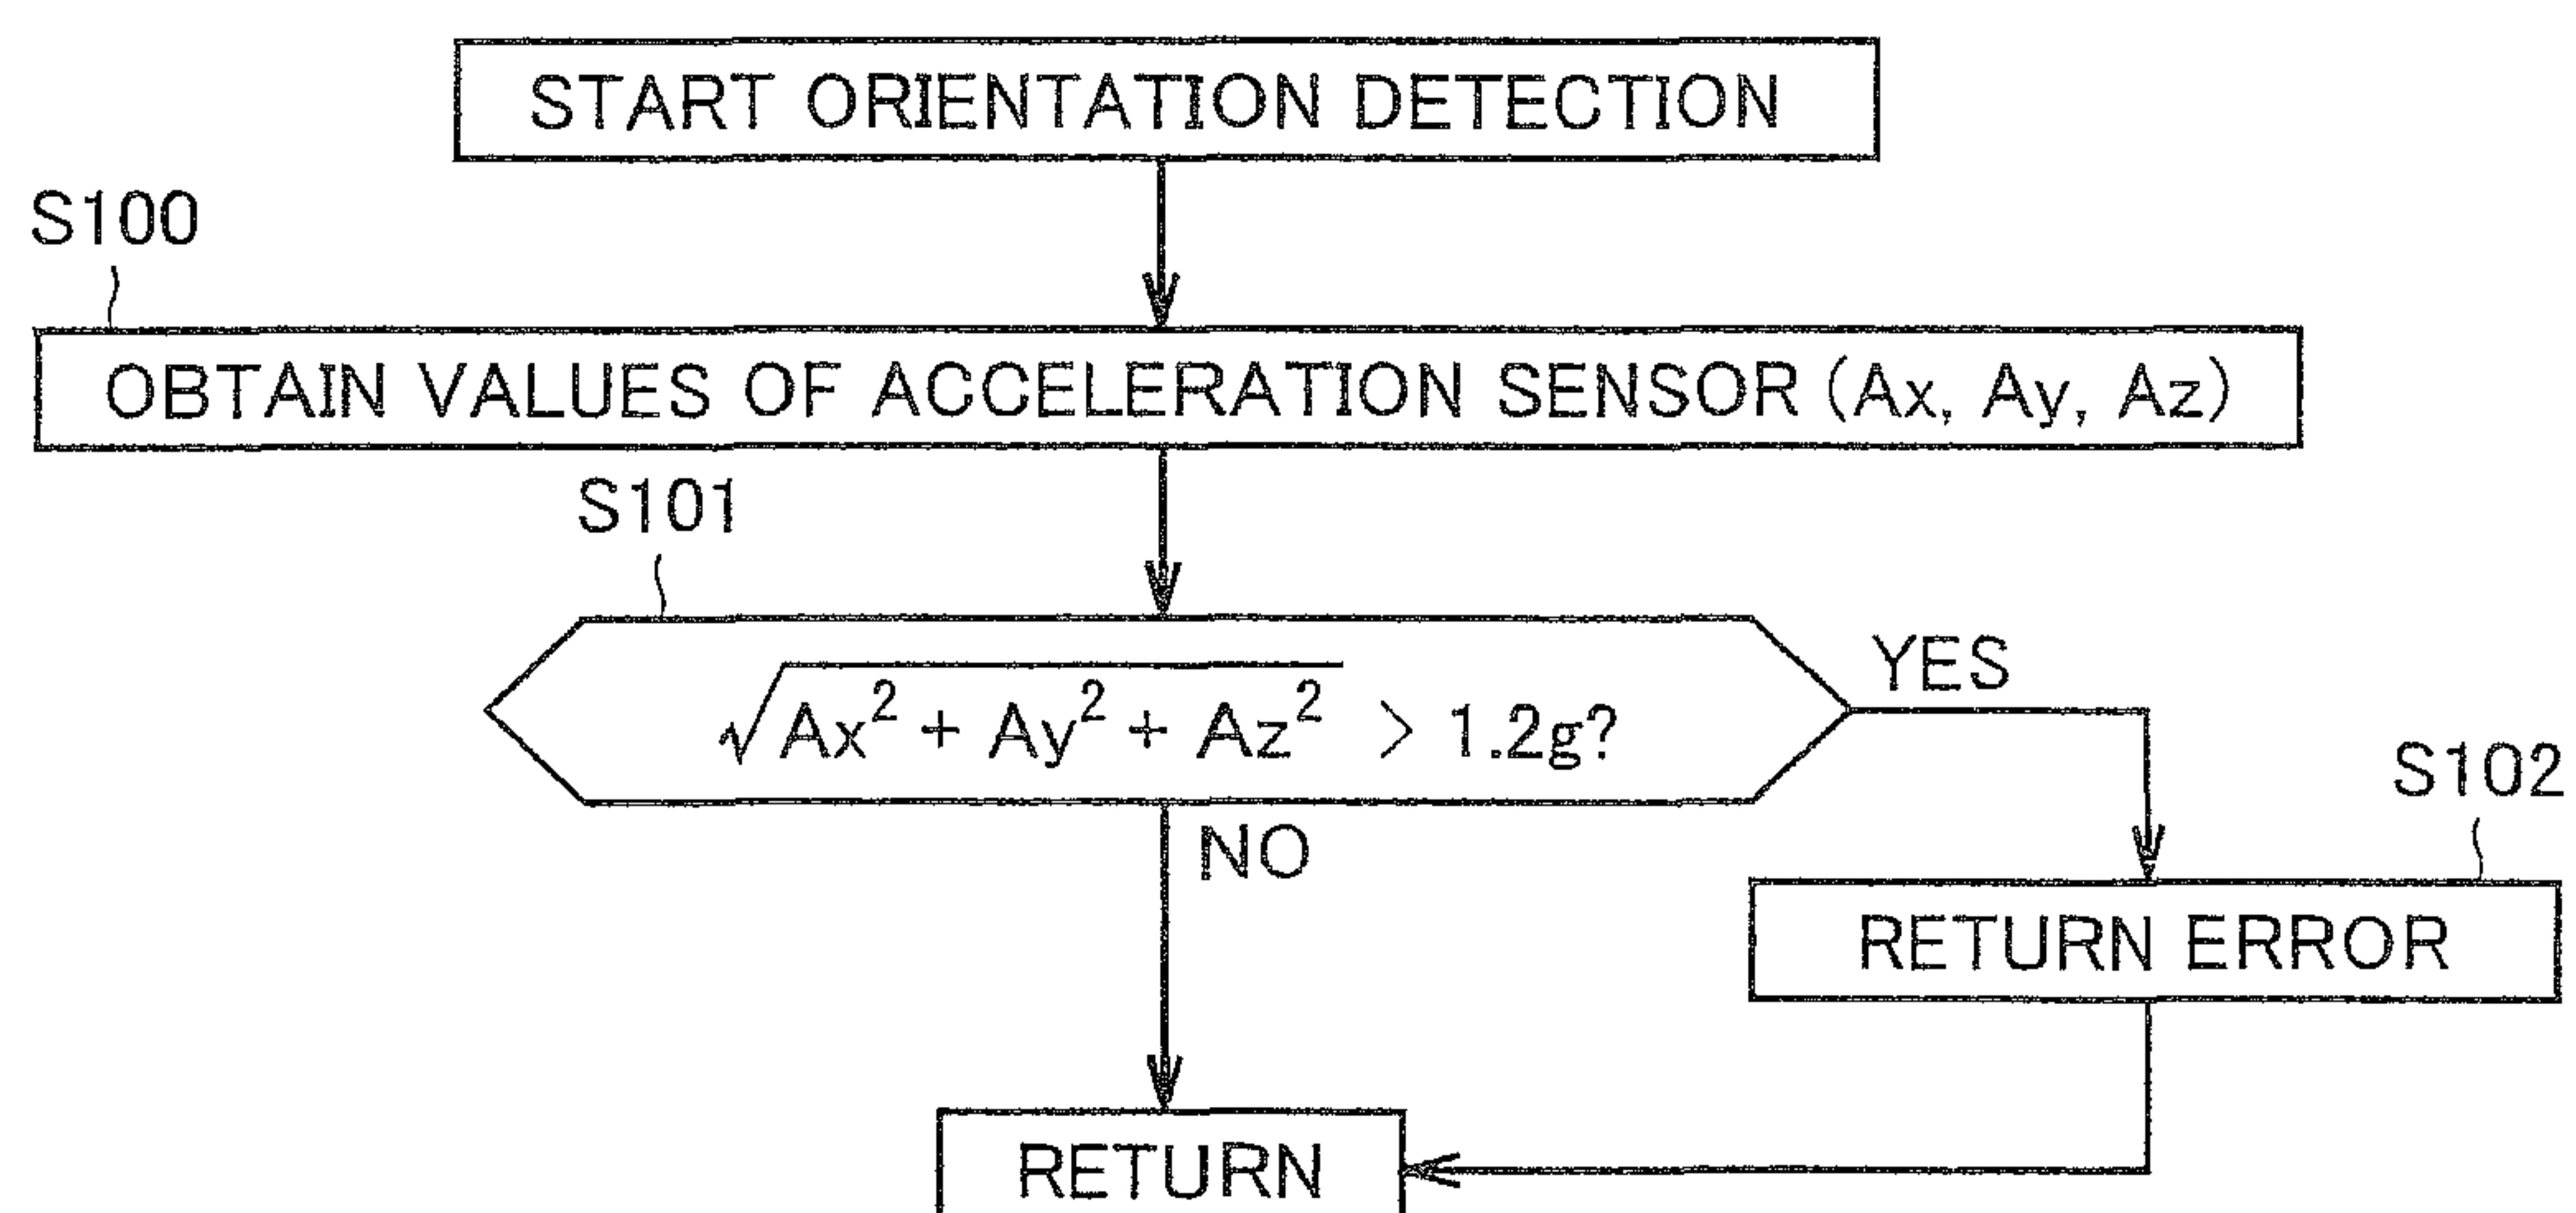 START ORIENTATION DETECTION
S100
OBTAIN VALUES OF ACCELERATION SENSOR (Ax, Ay, Az)
S101
√Ax² + Ay² + Az² > 1.2g?
YES
S102
NO
RETURN ERROR
RETURN